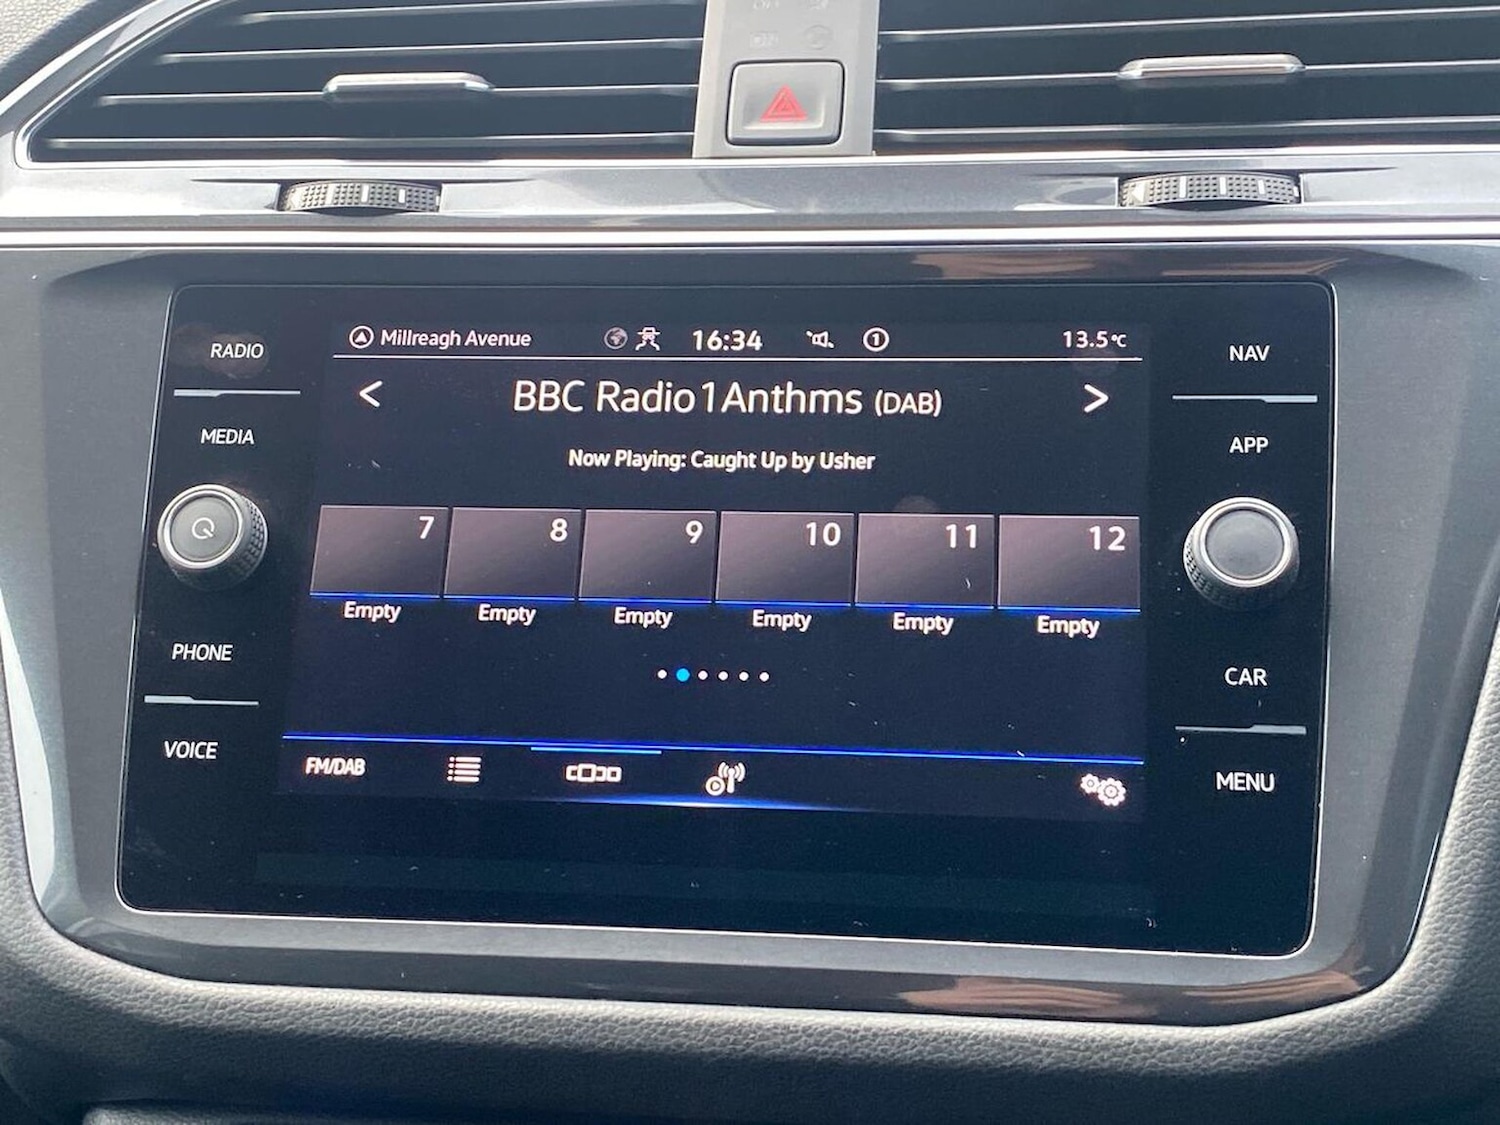 RADIO
MEDIA
PHONE
VOICE
Millreagh Avenue 16:34 1 13.5°C
< BBC Radio1Anthms (DAB) >
Now Playing: Caught Up by Usher
7 8 9 10 11 12
Empty Empty Empty Empty Empty Empty
FM/DAB
NAV
APP
CAR
MENU